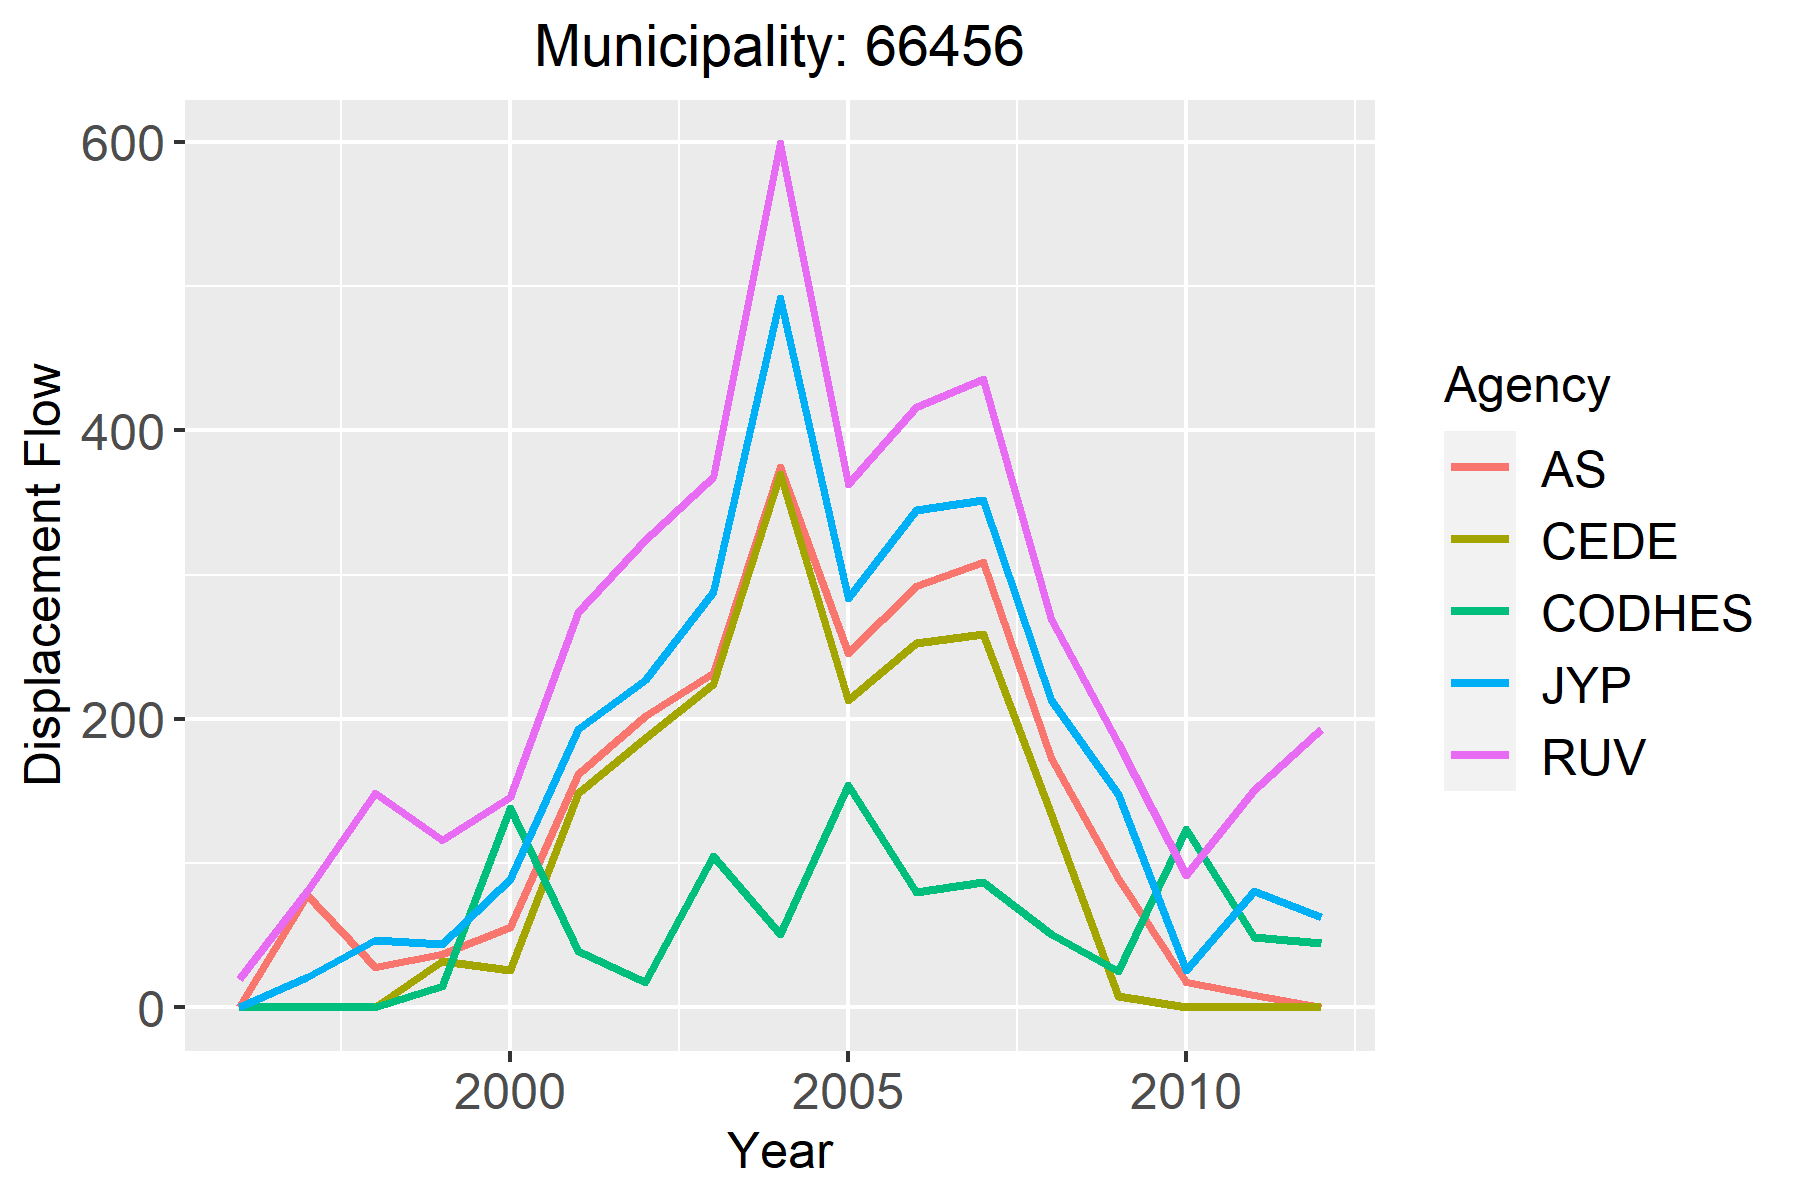 Municipality: 66456
600
400
200
0
Displacement Flow
2000 2005 2010
Year
Agency
AS
CEDE
CODHES
JYP
RUV